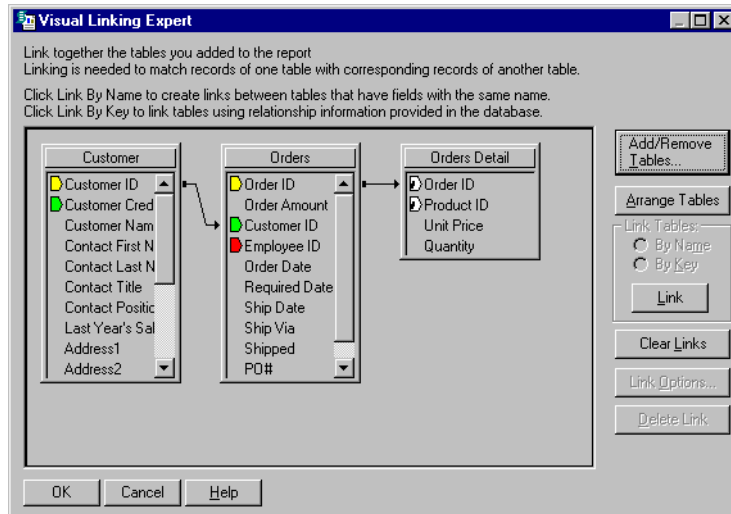 Visual Linking Expert
Link together the tables you added to the report
Linking is needed to match records of one table with corresponding records of another table.
Click Link By Name to create links between tables that have fields with the same name.
Click Link By Key to link tables using relationship information provided in the database.
Customer
Customer ID
Customer Cred
Customer Nam
Contact First N
Contact Last N
Contact Title
Contact Positic
Last Year's Sal
Address1
Address2
Orders
Order ID
Order Amount
Customer ID
Employee ID
Order Date
Required Date
Ship Date
Ship Via
Shipped
PO#
Orders Detail
Order ID
Product ID
Unit Price
Quantity
Add/Remove
Tables...
Arrange Tables
Link Tables:
By Name
By Key
Link
Clear Links
Link Options...
Delete Link
OK
Cancel
Help